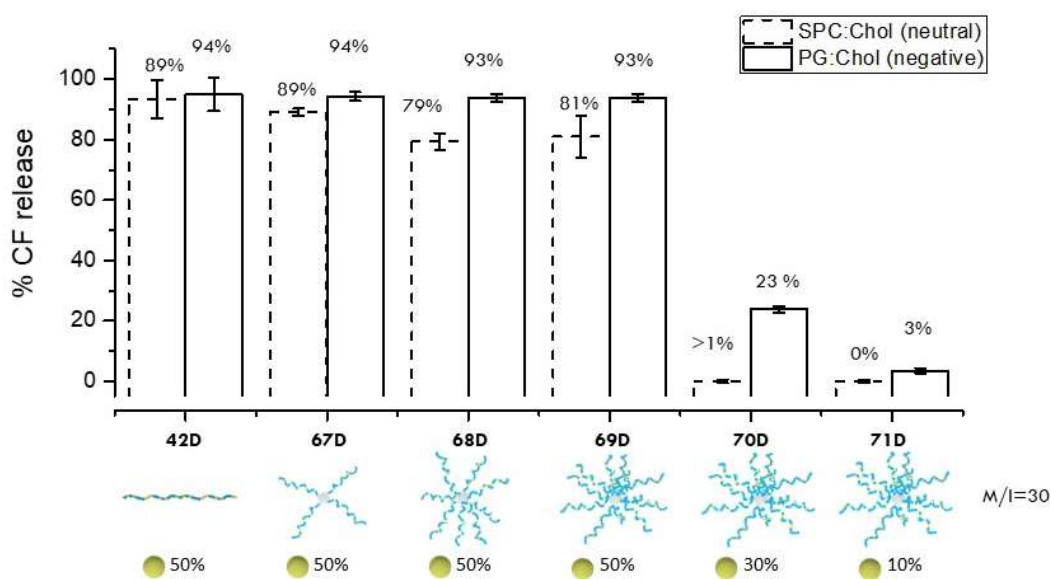 SPC:Chol (neutral)
PG:Chol (negative)
% CF release
100
80
60
40
20
0
89% 94% 89% 94% 79% 93% 81% 93% >1% 23 % 0% 3%
42D 67D 68D 69D 70D 71D
M/I=30
50% 50% 50% 50% 30% 10%